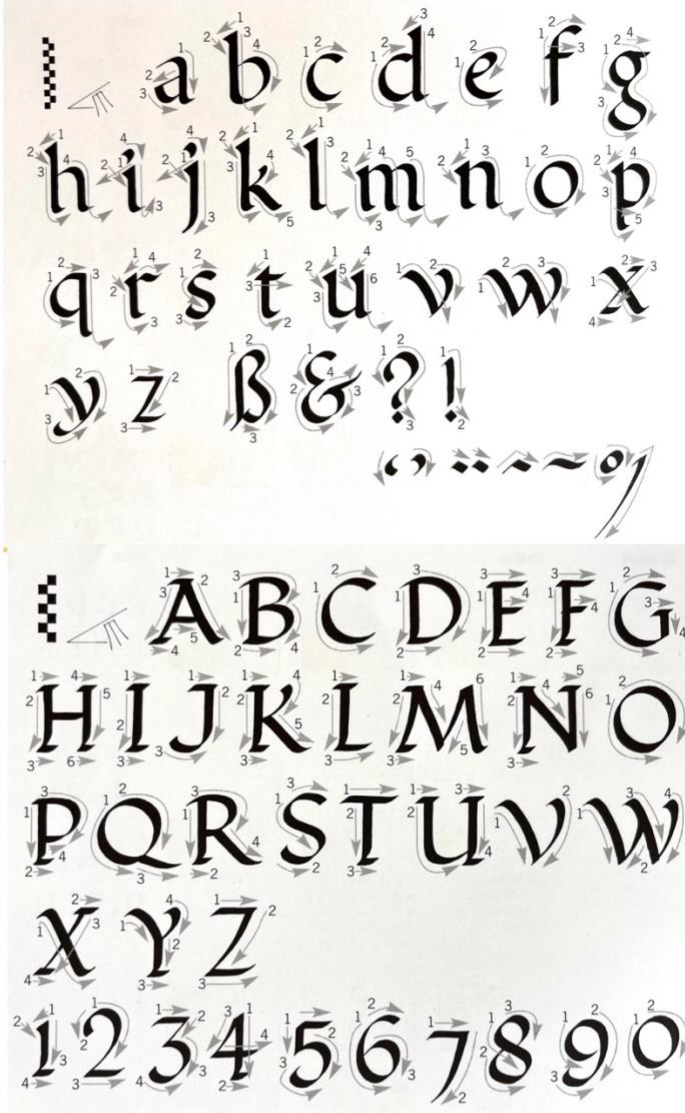 a b c d e f g
h i j k l m n o p
q r s t u v w x
y z ß & ? !
‘ ’ ¨ ^ ~ ° ,
A B C D E F G
H I J K L M N O
P Q R S T U V W
X Y Z
1 2 3 4 5 6 7 8 9 0